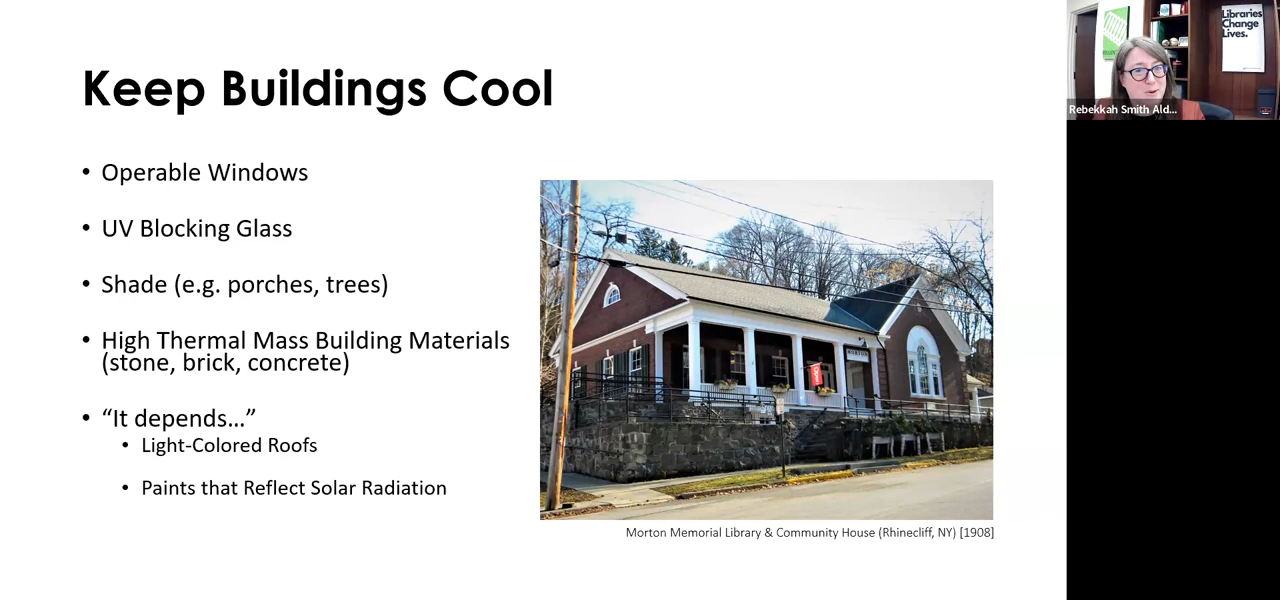 Keep Buildings Cool
• Operable Windows
• UV Blocking Glass
• Shade (e.g. porches, trees)
• High Thermal Mass Building Materials
(stone, brick, concrete)
• “It depends…”
• Light-Colored Roofs
• Paints that Reflect Solar Radiation
Morton Memorial Library & Community House (Rhinecliff, NY) [1908]
Libraries
Change
Lives.
Rebekkah Smith Ald...